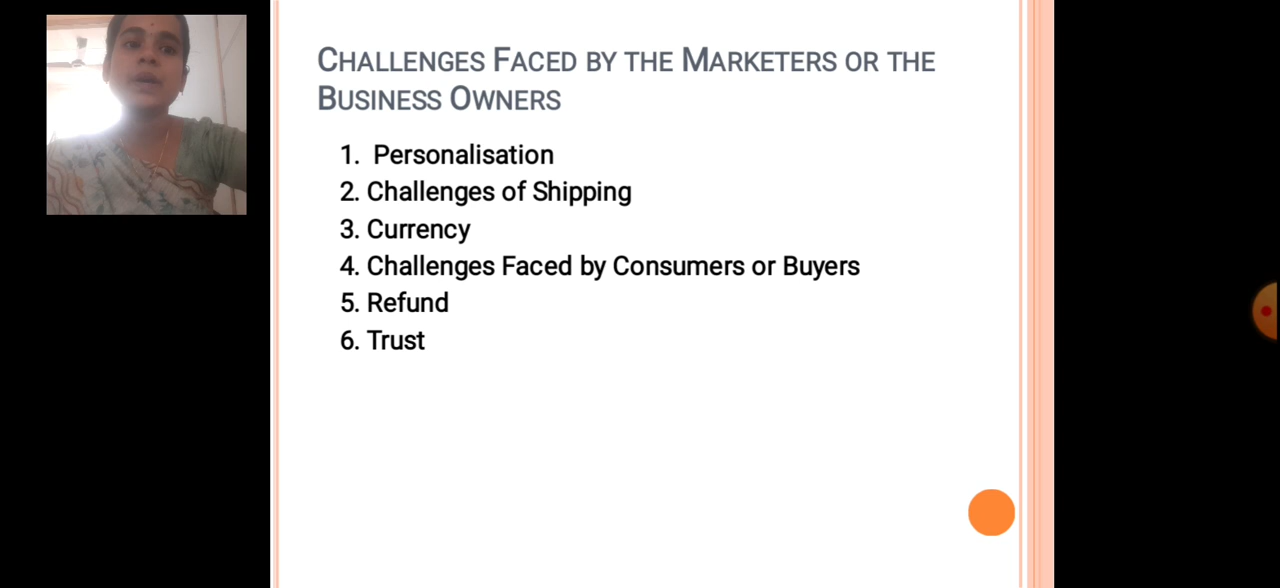 CHALLENGES FACED BY THE MARKETERS OR THE
BUSINESS OWNERS
1. Personalisation
2. Challenges of Shipping
3. Currency
4. Challenges Faced by Consumers or Buyers
5. Refund
6. Trust